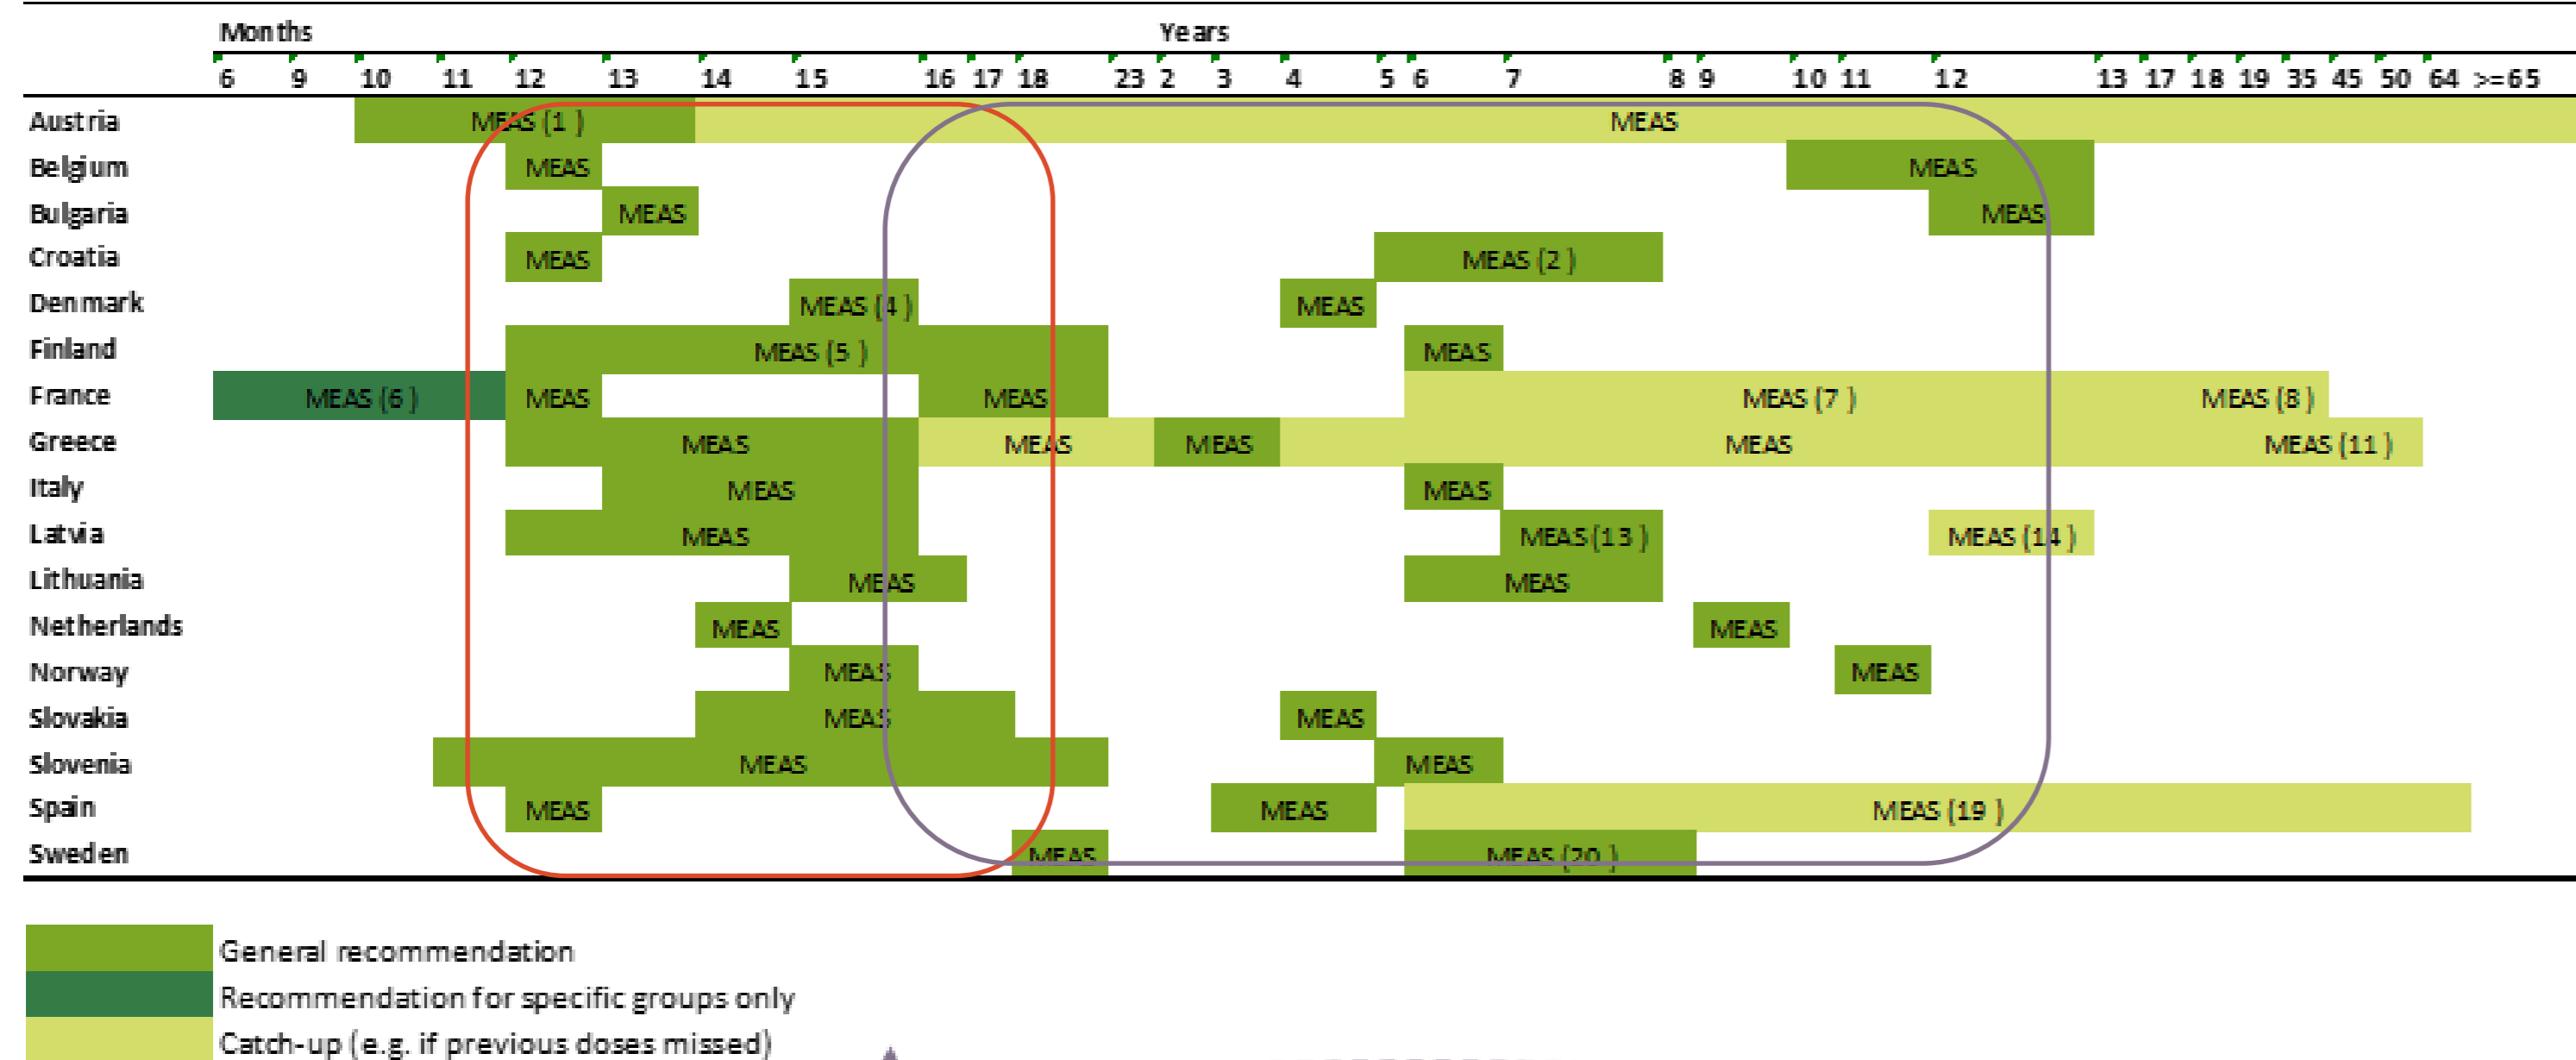 Months Years
6 9 10 11 12 13 14 15 16 17 18 23 2 3 4 5 6 7 8 9 10 11 12 13 17 18 19 35 45 50 64 >=65
Austria MEAS (1 ) MEAS
Belgium MEAS MEAS
Bulgaria MEAS MEAS
Croatia MEAS MEAS (2 )
Denmark MEAS (4 ) MEAS
Finland MEAS (5 ) MEAS
France MEAS (6 ) MEAS MEAS MEAS (7 ) MEAS (8 )
Greece MEAS MEAS MEAS MEAS MEAS (11 )
Italy MEAS MEAS
Latvia MEAS MEAS (13 ) MEAS (14 )
Lithuania MEAS MEAS
Netherlands MEAS MEAS
Norway MEAS MEAS
Slovakia MEAS MEAS
Slovenia MEAS MEAS
Spain MEAS MEAS MEAS (19 )
Sweden MEAS MEAS (20 )
General recommendation
Recommendation for specific groups only
Catch-up (e.g. if previous doses missed)